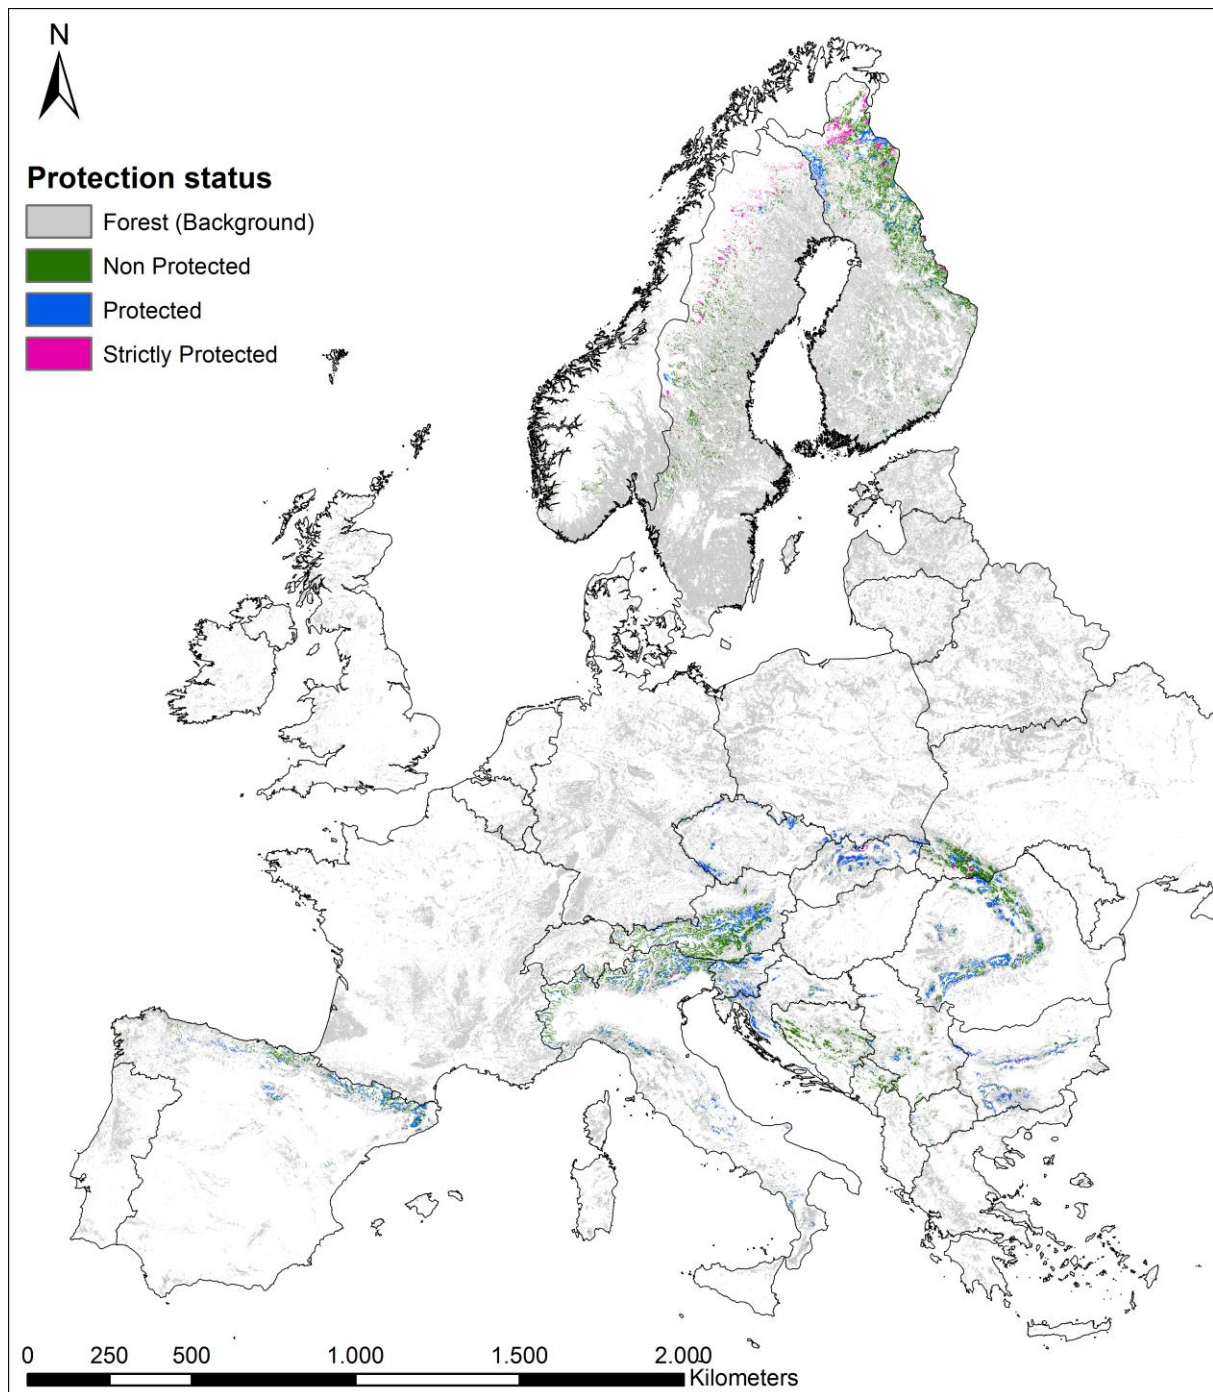 N
Protection status
Forest (Background)
Non Protected
Protected
Strictly Protected
0 250 500 1.000 1.500 2.000
Kilometers